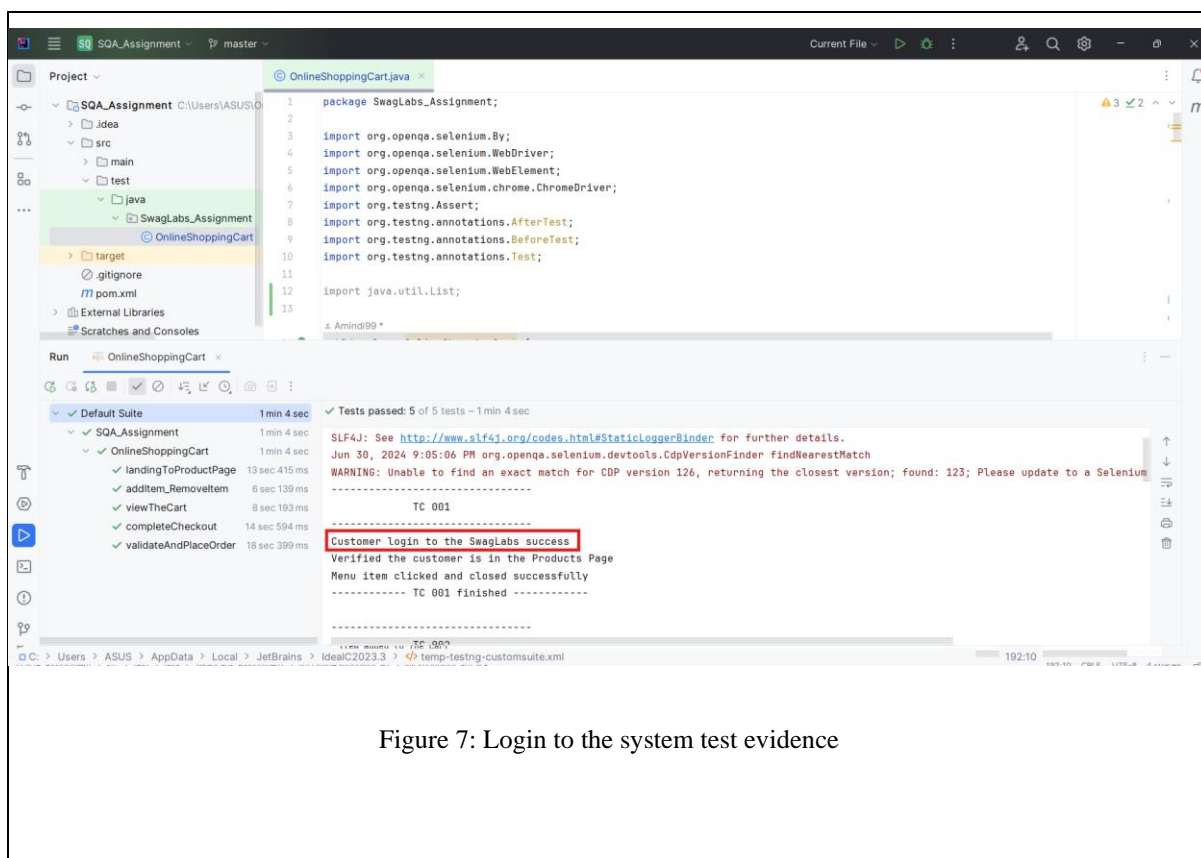 SQ SQA_Assignment master Current File
Project
OnlineShoppingCart.java
SQA_Assignment C:\Users\ASUS\O
.idea
src
main
test
java
SwagLabs_Assignment
OnlineShoppingCart
target
.gitignore
m pom.xml
External Libraries
Scratches and Consoles
1 package SwagLabs_Assignment;
2
3 import org.openqa.selenium.By;
4 import org.openqa.selenium.WebDriver;
5 import org.openqa.selenium.WebElement;
6 import org.openqa.selenium.chrome.ChromeDriver;
7 import org.testng.Assert;
8 import org.testng.annotations.AfterTest;
9 import org.testng.annotations.BeforeTest;
10 import org.testng.annotations.Test;
11
12 import java.util.List;
13
Amindi99 *
3 2
m
Run OnlineShoppingCart
Default Suite 1 min 4 sec
SQA_Assignment 1 min 4 sec
OnlineShoppingCart 1 min 4 sec
landingToProductPage 13 sec 415 ms
addItem_RemoveItem 6 sec 139 ms
viewTheCart 8 sec 193 ms
completeCheckout 14 sec 594 ms
validateAndPlaceOrder 18 sec 399 ms
Tests passed: 5 of 5 tests – 1 min 4 sec
SLF4J: See http://www.slf4j.org/codes.html#StaticLoggerBinder for further details.
Jun 30, 2024 9:05:06 PM org.openqa.selenium.devtools.CdpVersionFinder findNearestMatch
WARNING: Unable to find an exact match for CDP version 126, returning the closest version; found: 123; Please update to a Selenium
-------------------------------
TC 001
-------------------------------
Customer login to the SwagLabs success
Verified the customer is in the Products Page
Menu item clicked and closed successfully
------------ TC 001 finished ------------
-------------------------------
C: > Users > ASUS > AppData > Local > JetBrains > IdeaIC2023.3 > temp-testng-customsuite.xml
192:10
Figure 7: Login to the system test evidence